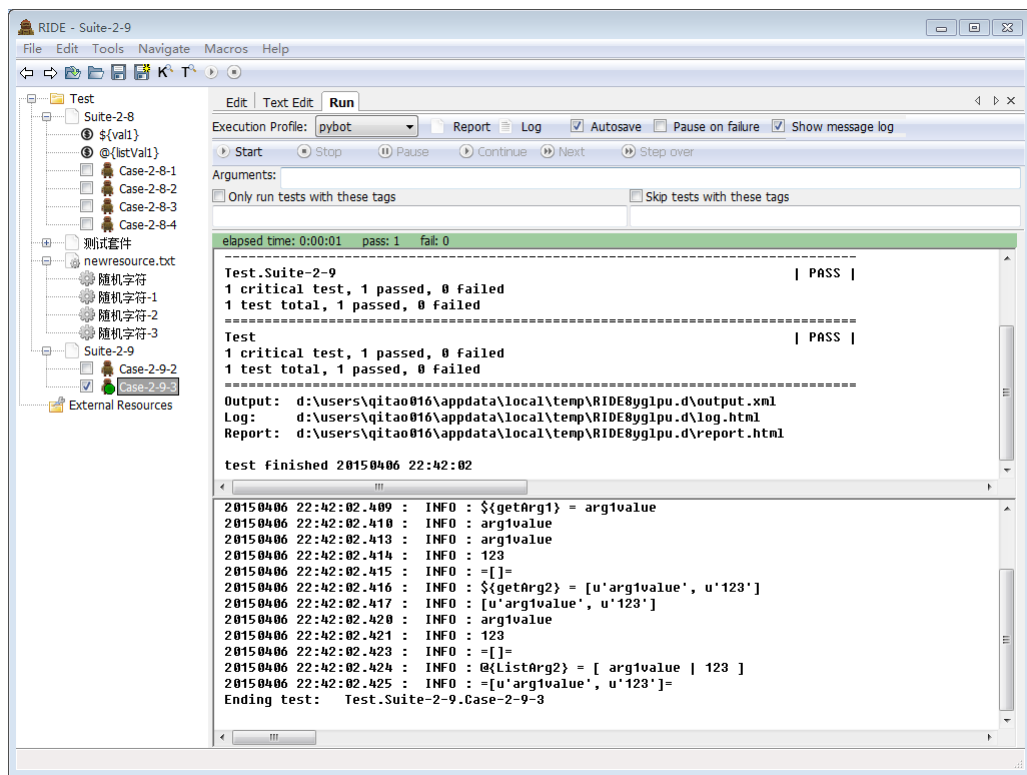 RIDE - Suite-2-9
File Edit Tools Navigate Macros Help
Test
Suite-2-8
${val1}
@{listVal1}
Case-2-8-1
Case-2-8-2
Case-2-8-3
Case-2-8-4
测试套件
newresource.txt
随机字符
随机字符-1
随机字符-2
随机字符-3
Suite-2-9
Case-2-9-2
Case-2-9-3
External Resources
Edit Text Edit Run
Execution Profile: pybot Report Log Autosave Pause on failure Show message log
Start Stop Pause Continue Next Step over
Arguments:
Only run tests with these tags Skip tests with these tags
elapsed time: 0:00:01 pass: 1 fail: 0
------------------------------------------------------------------------------
Test.Suite-2-9 | PASS |
1 critical test, 1 passed, 0 failed
1 test total, 1 passed, 0 failed
==============================================================================
Test | PASS |
1 critical test, 1 passed, 0 failed
1 test total, 1 passed, 0 failed
==============================================================================
Output: d:\users\qitao016\appdata\local\temp\RIDE8yglpu.d\output.xml
Log: d:\users\qitao016\appdata\local\temp\RIDE8yglpu.d\log.html
Report: d:\users\qitao016\appdata\local\temp\RIDE8yglpu.d\report.html
test finished 20150406 22:42:02
20150406 22:42:02.409 : INFO : ${getArg1} = arg1value
20150406 22:42:02.410 : INFO : arg1value
20150406 22:42:02.413 : INFO : arg1value
20150406 22:42:02.414 : INFO : 123
20150406 22:42:02.415 : INFO : =[]=
20150406 22:42:02.416 : INFO : ${getArg2} = [u'arg1value', u'123']
20150406 22:42:02.417 : INFO : [u'arg1value', u'123']
20150406 22:42:02.420 : INFO : arg1value
20150406 22:42:02.421 : INFO : 123
20150406 22:42:02.423 : INFO : =[]=
20150406 22:42:02.424 : INFO : @{ListArg2} = [ arg1value | 123 ]
20150406 22:42:02.425 : INFO : =[u'arg1value', u'123']=
Ending test: Test.Suite-2-9.Case-2-9-3